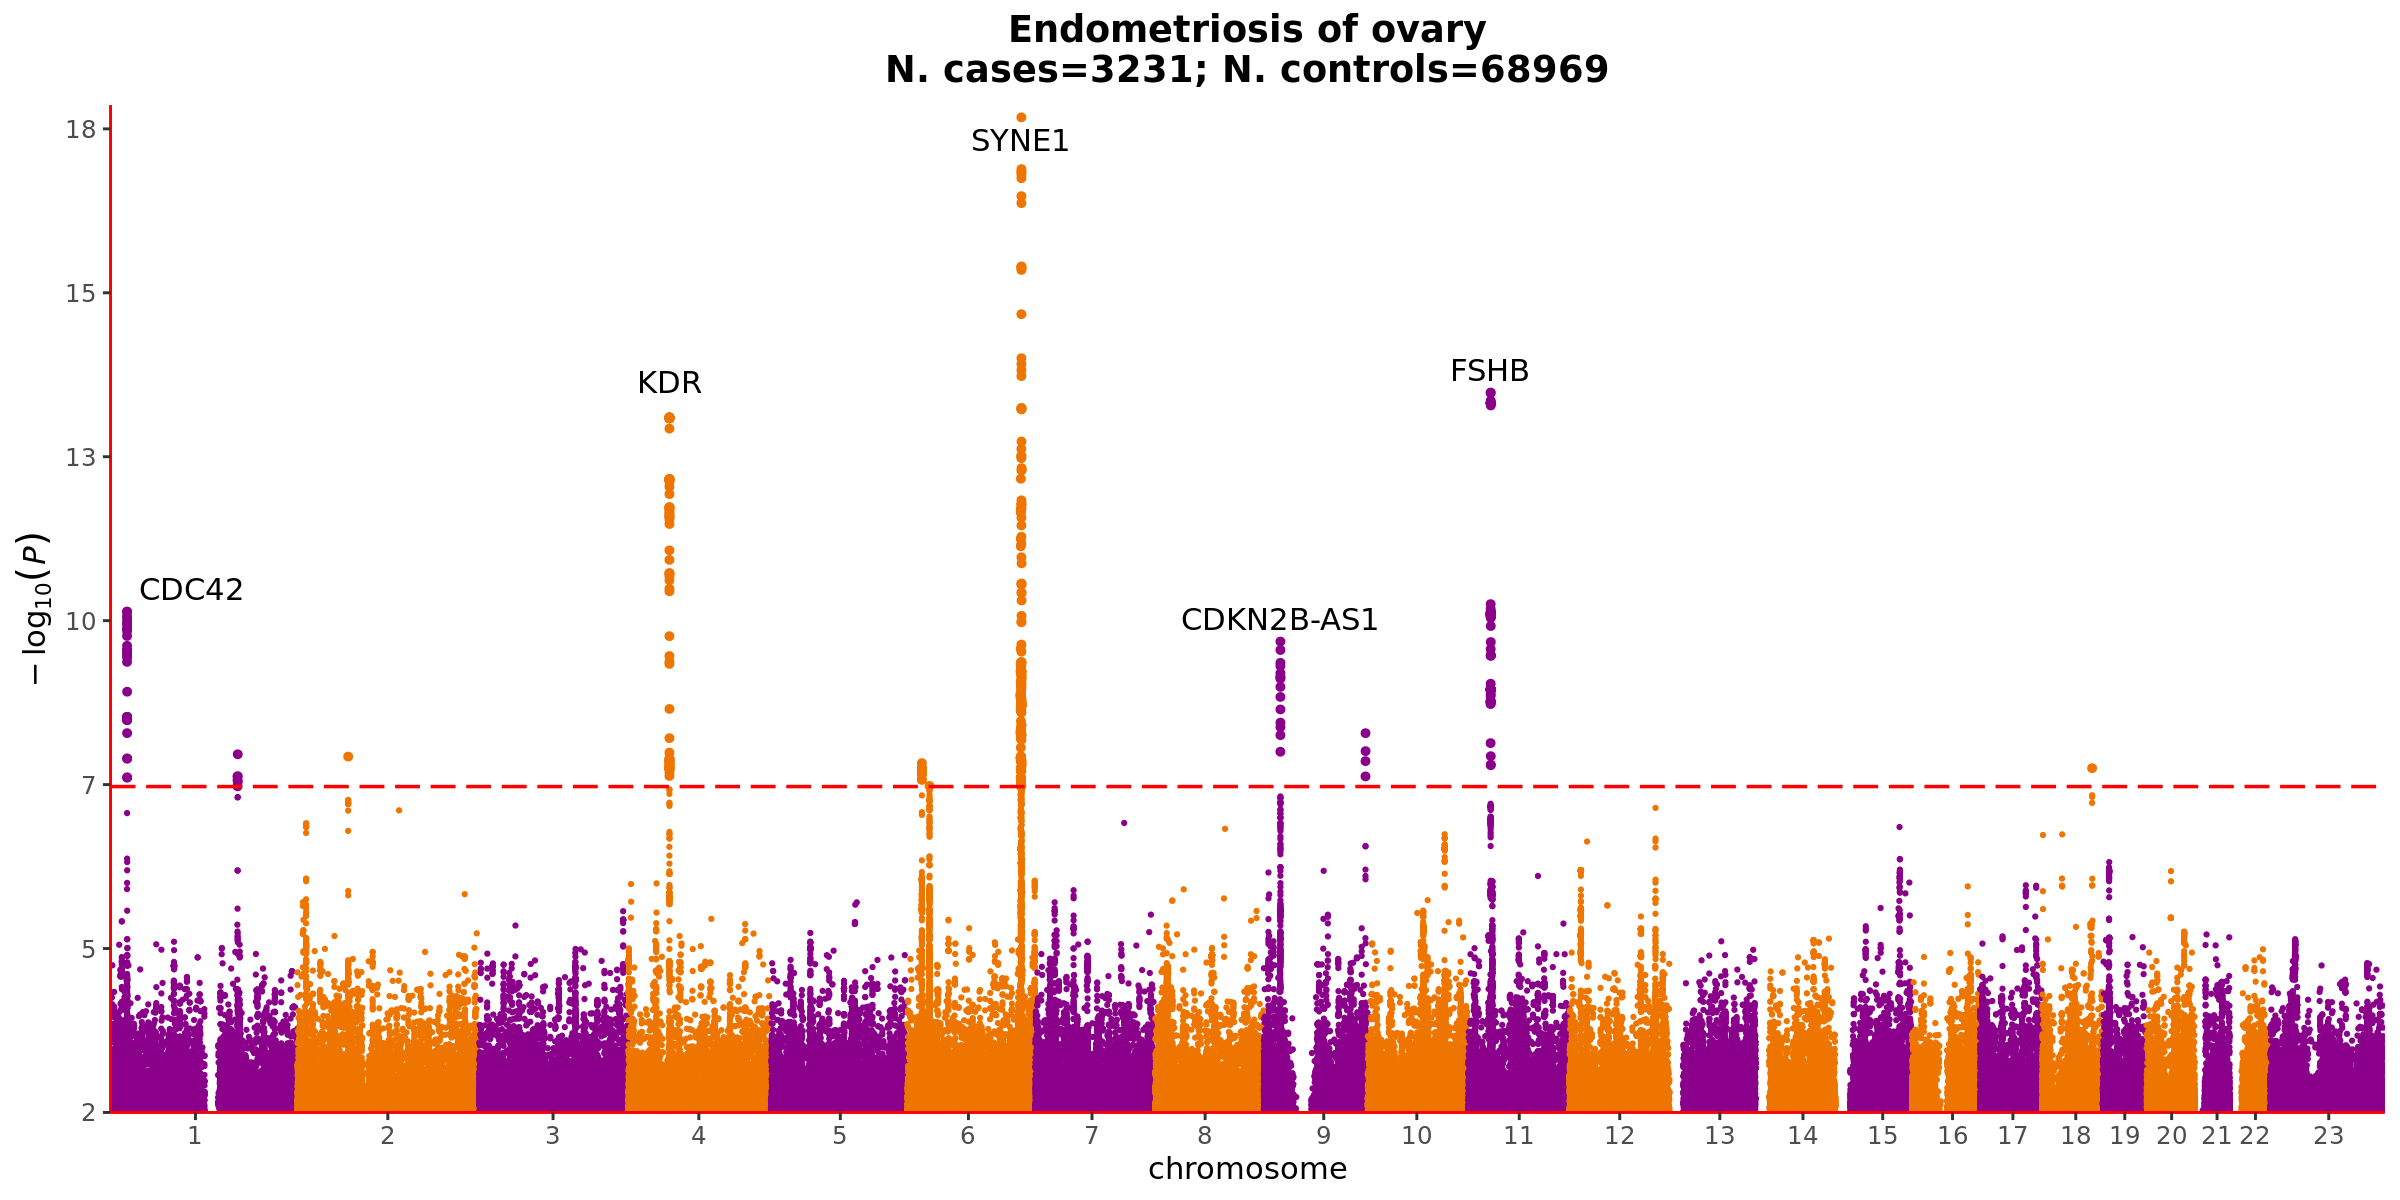 Endometriosis of ovary
N. cases=3231; N. controls=68969
18
SYNE1
15
KDR
FSHB
13
CDC42
10
CDKN2B-AS1
7
5
2
−log10(P)
1 2 3 4 5 6 7 8 9 10 11 12 13 14 15 16 17 18 19 20 21 22 23
chromosome